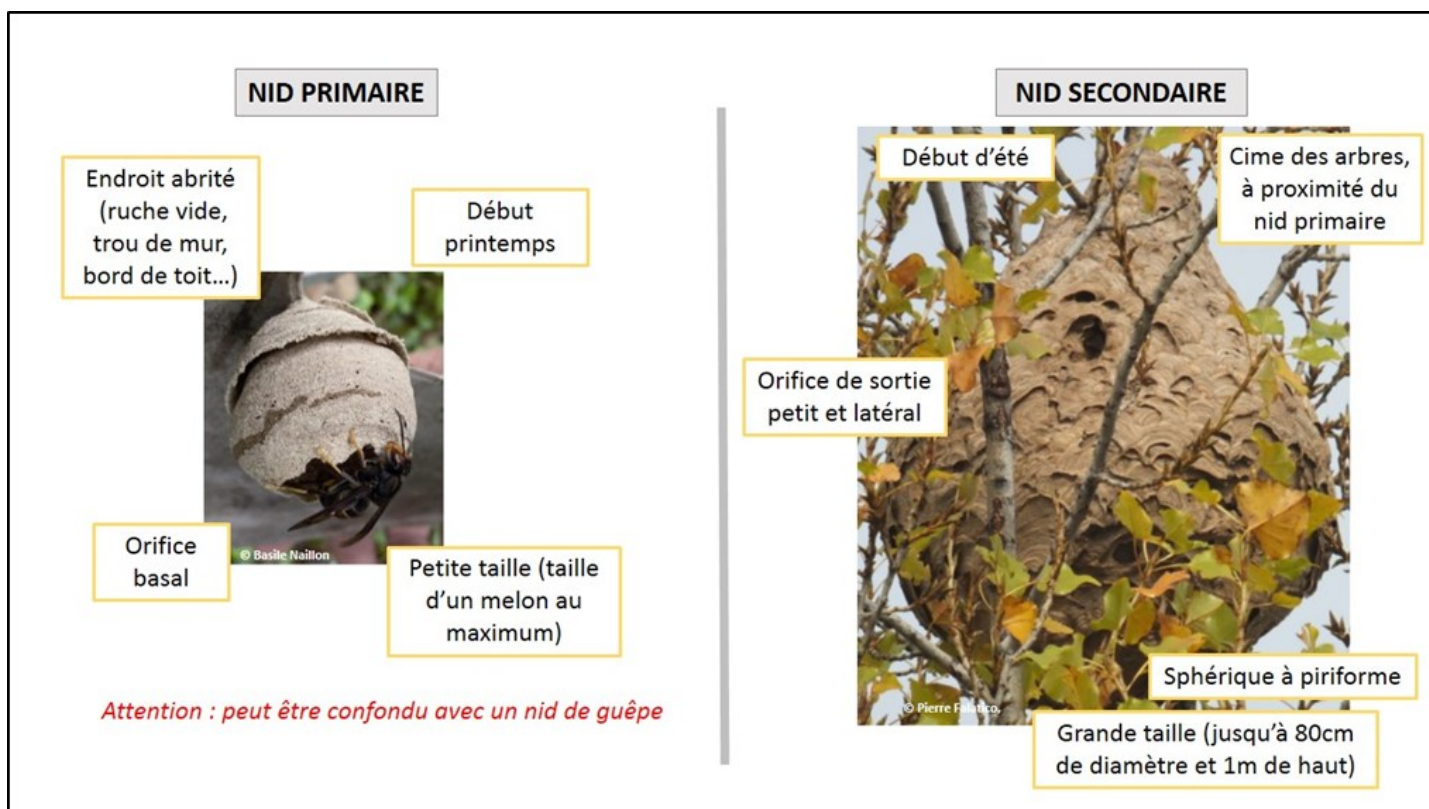 NID PRIMAIRE
Endroit abrité
(ruche vide,
trou de mur,
bord de toit...)
Début
printemps
© Basile Naillon
Orifice
basal
Petite taille (taille
d'un melon au
maximum)
Attention : peut être confondu avec un nid de guêpe
NID SECONDAIRE
Début d'été
Cime des arbres,
à proximité du
nid primaire
Orifice de sortie
petit et latéral
Sphérique à piriforme
© Pierre Falatico.
Grande taille (jusqu'à 80cm
de diamètre et 1m de haut)